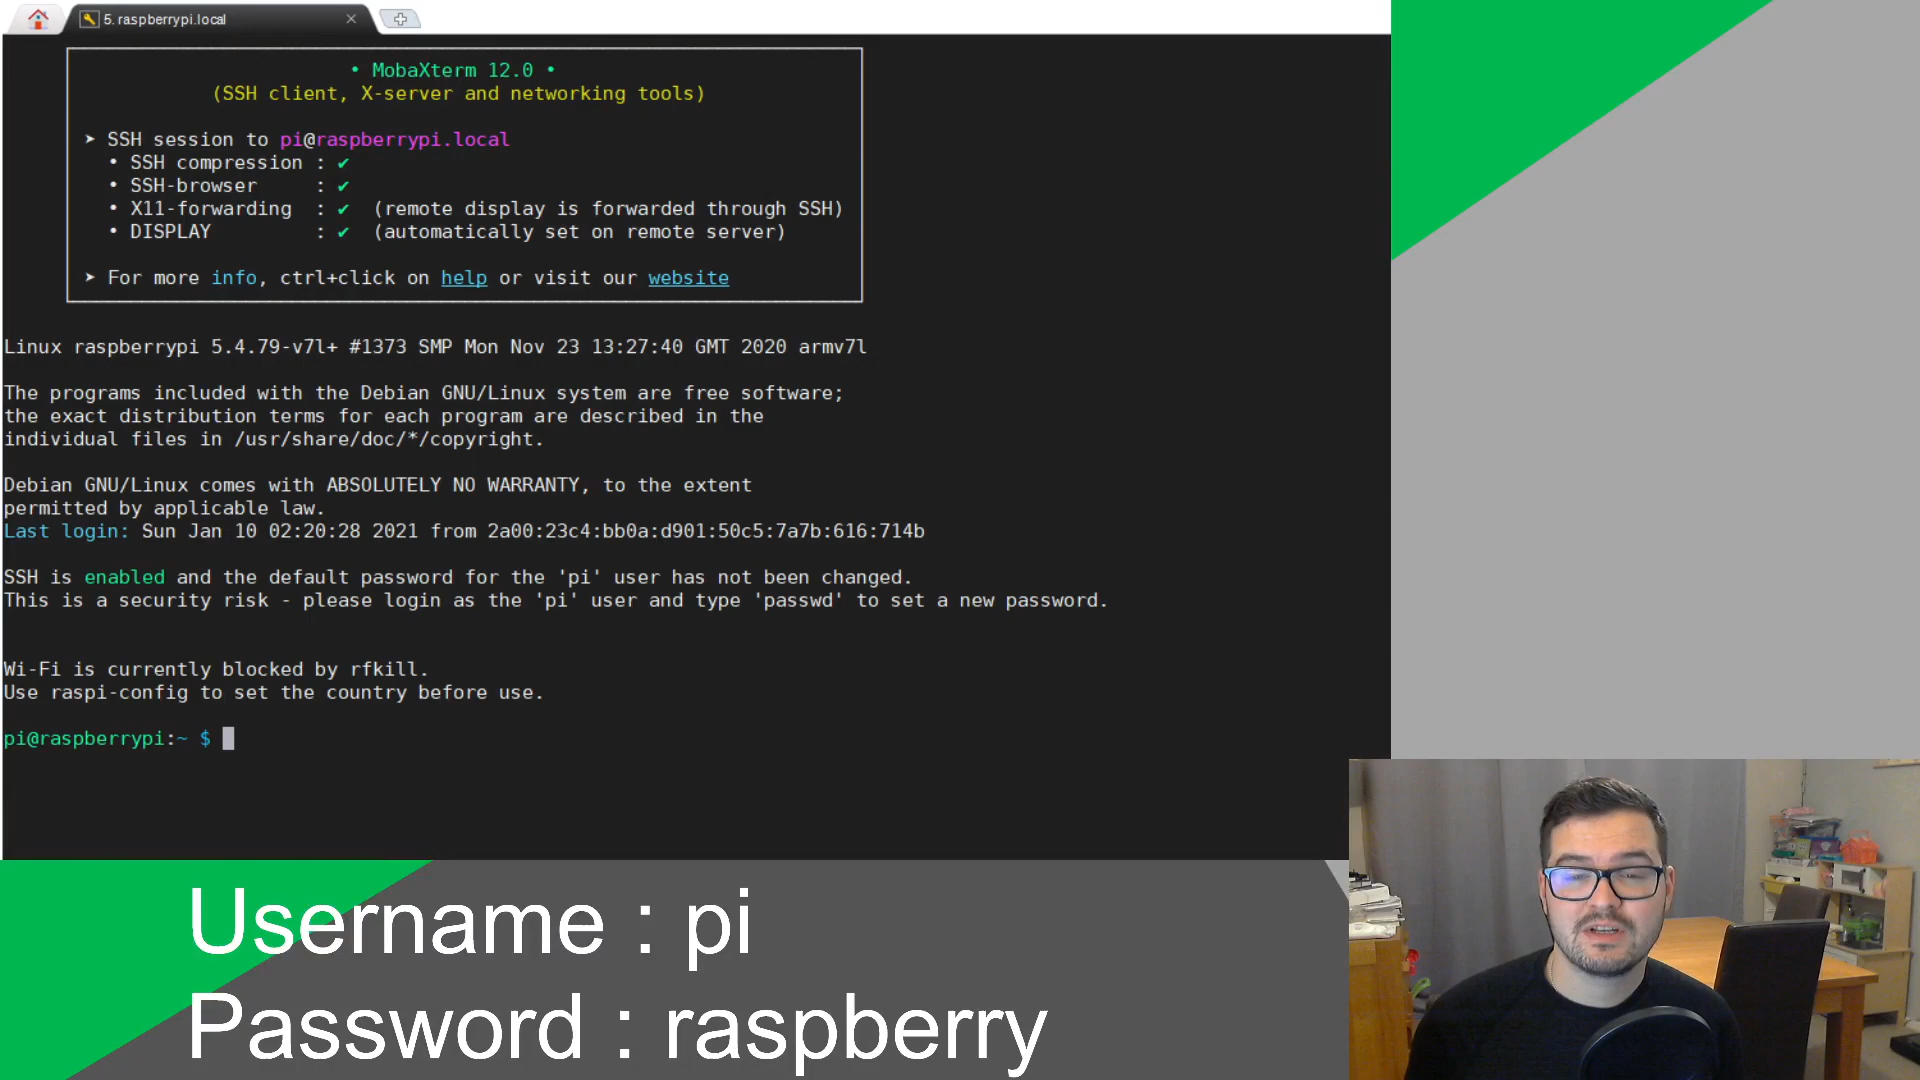 5. raspberrypi.local
• MobaXterm 12.0 •
(SSH client, X-server and networking tools)
➤ SSH session to pi@raspberrypi.local
• SSH compression : ✔
• SSH-browser     : ✔
• X11-forwarding  : ✔  (remote display is forwarded through SSH)
• DISPLAY         : ✔  (automatically set on remote server)
➤ For more info, ctrl+click on help or visit our website
Linux raspberrypi 5.4.79-v7l+ #1373 SMP Mon Nov 23 13:27:40 GMT 2020 armv7l
The programs included with the Debian GNU/Linux system are free software;
the exact distribution terms for each program are described in the
individual files in /usr/share/doc/*/copyright.
Debian GNU/Linux comes with ABSOLUTELY NO WARRANTY, to the extent
permitted by applicable law.
Last login: Sun Jan 10 02:20:28 2021 from 2a00:23c4:bb0a:d901:50c5:7a7b:616:714b
SSH is enabled and the default password for the 'pi' user has not been changed.
This is a security risk - please login as the 'pi' user and type 'passwd' to set a new password.
Wi-Fi is currently blocked by rfkill.
Use raspi-config to set the country before use.
pi@raspberrypi:~ $
Username : pi
Password : raspberry